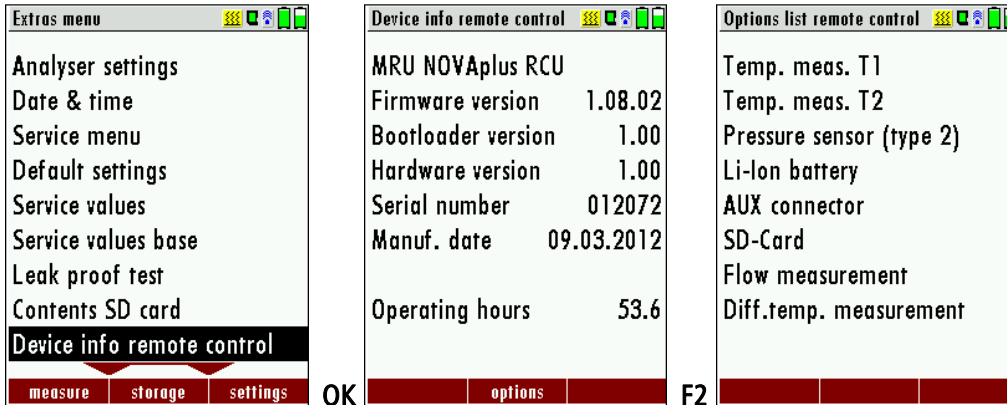 Extras menu
Analyser settings
Date & time
Service menu
Default settings
Service values
Service values base
Leak proof test
Contents SD card
Device info remote control
measure storage settings
OK
Device info remote control
MRU NOVAplus RCU
Firmware version 1.08.02
Bootloader version 1.00
Hardware version 1.00
Serial number 012072
Manuf. date 09.03.2012
Operating hours 53.6
options
F2
Options list remote control
Temp. meas. T1
Temp. meas. T2
Pressure sensor (type 2)
Li-Ion battery
AUX connector
SD-Card
Flow measurement
Diff.temp. measurement